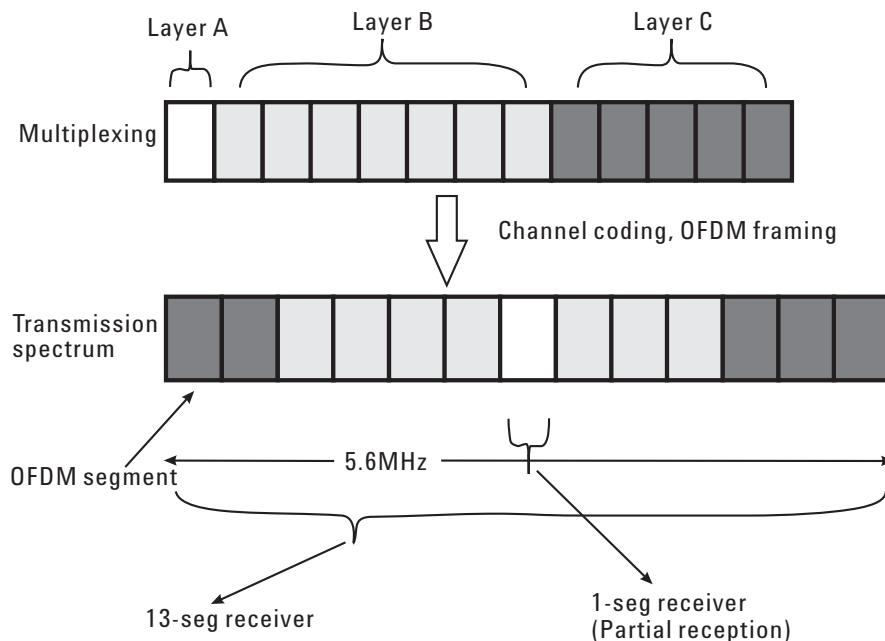 Layer A
Layer B
Layer C
Multiplexing
Channel coding, OFDM framing
Transmission
spectrum
5.6MHz
OFDM segment
13-seg receiver
1-seg receiver
(Partial reception)